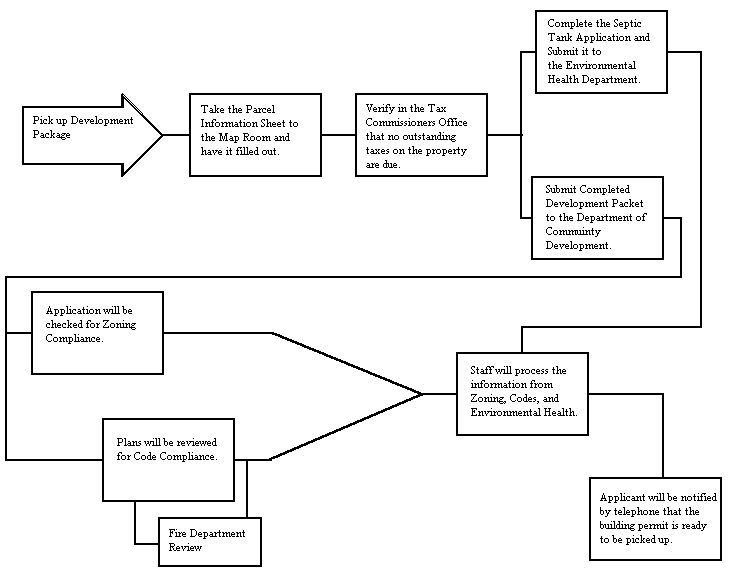 Pick up Development
Package
Take the Parcel
Information Sheet to
the Map Room and
have it filled out.
Verify in the Tax
Commissioners Office
that no outstanding
taxes on the property
are due.
Complete the Septic
Tank Application and
Submit it to
the Environmental
Health Department.
Submit Completed
Development Packet
to the Department of
Commuinty
Development.
Application will be
checked for Zoning
Compliance.
Plans will be reviewed
for Code Compliance.
Fire Department
Review
Staff will process the
information from
Zoning, Codes, and
Environmental Health.
Applicant will be notified
by telephone that the
building permit is ready
to be picked up.